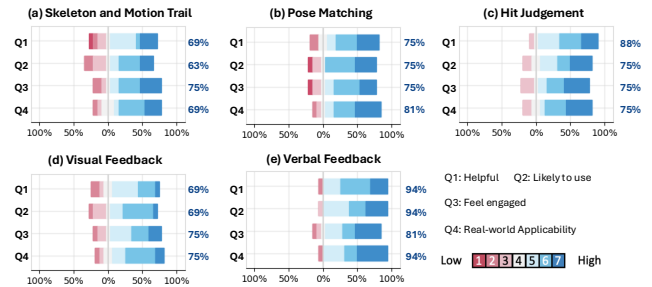 (a) Skeleton and Motion Trail
Q1 69%
Q2 63%
Q3 75%
Q4 69%
100% 50% 0% 50% 100%
(b) Pose Matching
Q1 75%
Q2 75%
Q3 75%
Q4 81%
100% 50% 0% 50% 100%
(c) Hit Judgement
Q1 88%
Q2 75%
Q3 75%
Q4 75%
100% 50% 0% 50% 100%
(d) Visual Feedback
Q1 69%
Q2 69%
Q3 75%
Q4 75%
100% 50% 0% 50% 100%
(e) Verbal Feedback
Q1 94%
Q2 94%
Q3 81%
Q4 94%
100% 50% 0% 50% 100%
Q1: Helpful Q2: Likely to use
Q3: Feel engaged
Q4: Real-world Applicability
Low 1 2 3 4 5 6 7 High